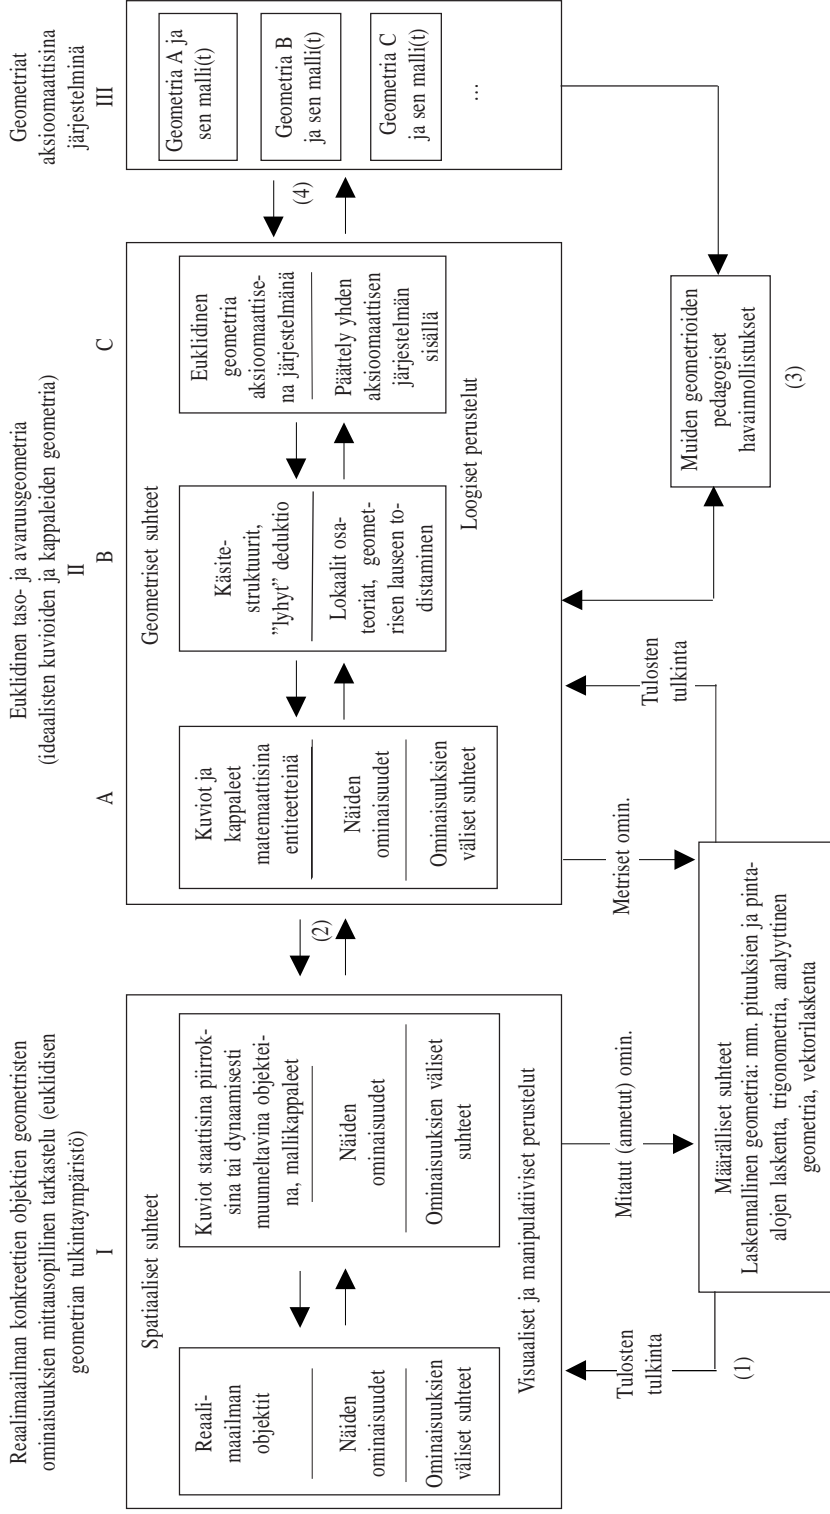 Reaalimaailman konkreettien objektien geometristen
ominaisuuksien mittausopillinen tarkastelu (euklidisen
geometrian tulkintaympäristö)
I
Spatiaaliset suhteet
Reaali-
maailman
objektit
Näiden
ominaisuudet
Ominaisuuksien
väliset suhteet
Kuviot staattisina piirrok-
sina tai dynaamisesti
muunneltavina objektei-
na, mallikappaleet
Näiden
ominaisuudet
Ominaisuuksien väliset
suhteet
Visuaaliset ja manipulatiiviset perustelut
(2)
Euklidinen taso- ja avaruusgeometria
(ideaalisten kuvioiden ja kappaleiden geometria)
II
A
B
C
Geometriset suhteet
Kuviot ja
kappaleet
matemaattisina
entiteetteinä
Näiden
ominaisuudet
Ominaisuuksien
väliset suhteet
Käsite-
struktuurit,
”lyhyt” deduktio
Lokaalit osa-
teoriat, geomet-
risen lauseen to-
distaminen
Euklidinen
geometria
aksioomaattise-
na järjestelmänä
Päättely yhden
aksioomaattisen
järjestelmän
sisällä
Loogiset perustelut
(4)
Geometriat
aksioomaattisina
järjestelminä
III
Geometria A ja
sen malli(t)
Geometria B
ja sen malli(t)
Geometria C
ja sen malli(t)
...
Tulosten
tulkinta
(1)
Mitatut (annetut) omin.
Metriset omin.
Tulosten
tulkinta
Määrälliset suhteet
Laskennallinen geometria: mm. pituuksien ja pinta-
alojen laskenta, trigonometria, analyyttinen
geometria, vektorilaskenta
Muiden geometrioiden
pedagogiset
havainnollistukset
(3)